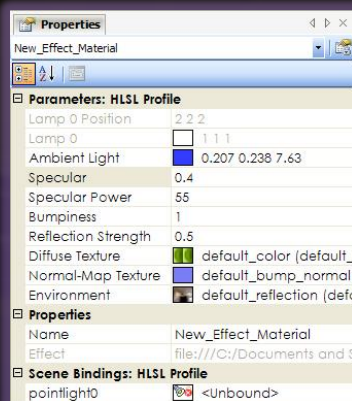 Properties
New_Effect_Material
Parameters: HLSL Profile
Lamp 0 Position 2 2 2
Lamp 0 1 1 1
Ambient Light 0.207 0.238 7.63
Specular 0.4
Specular Power 55
Bumpiness 1
Reflection Strength 0.5
Diffuse Texture default_color (default_
Normal-Map Texture default_bump_normal
Environment default_reflection (defa
Properties
Name New_Effect_Material
Effect file:///C:/Documents and S
Scene Bindings: HLSL Profile
pointlight0 <Unbound>